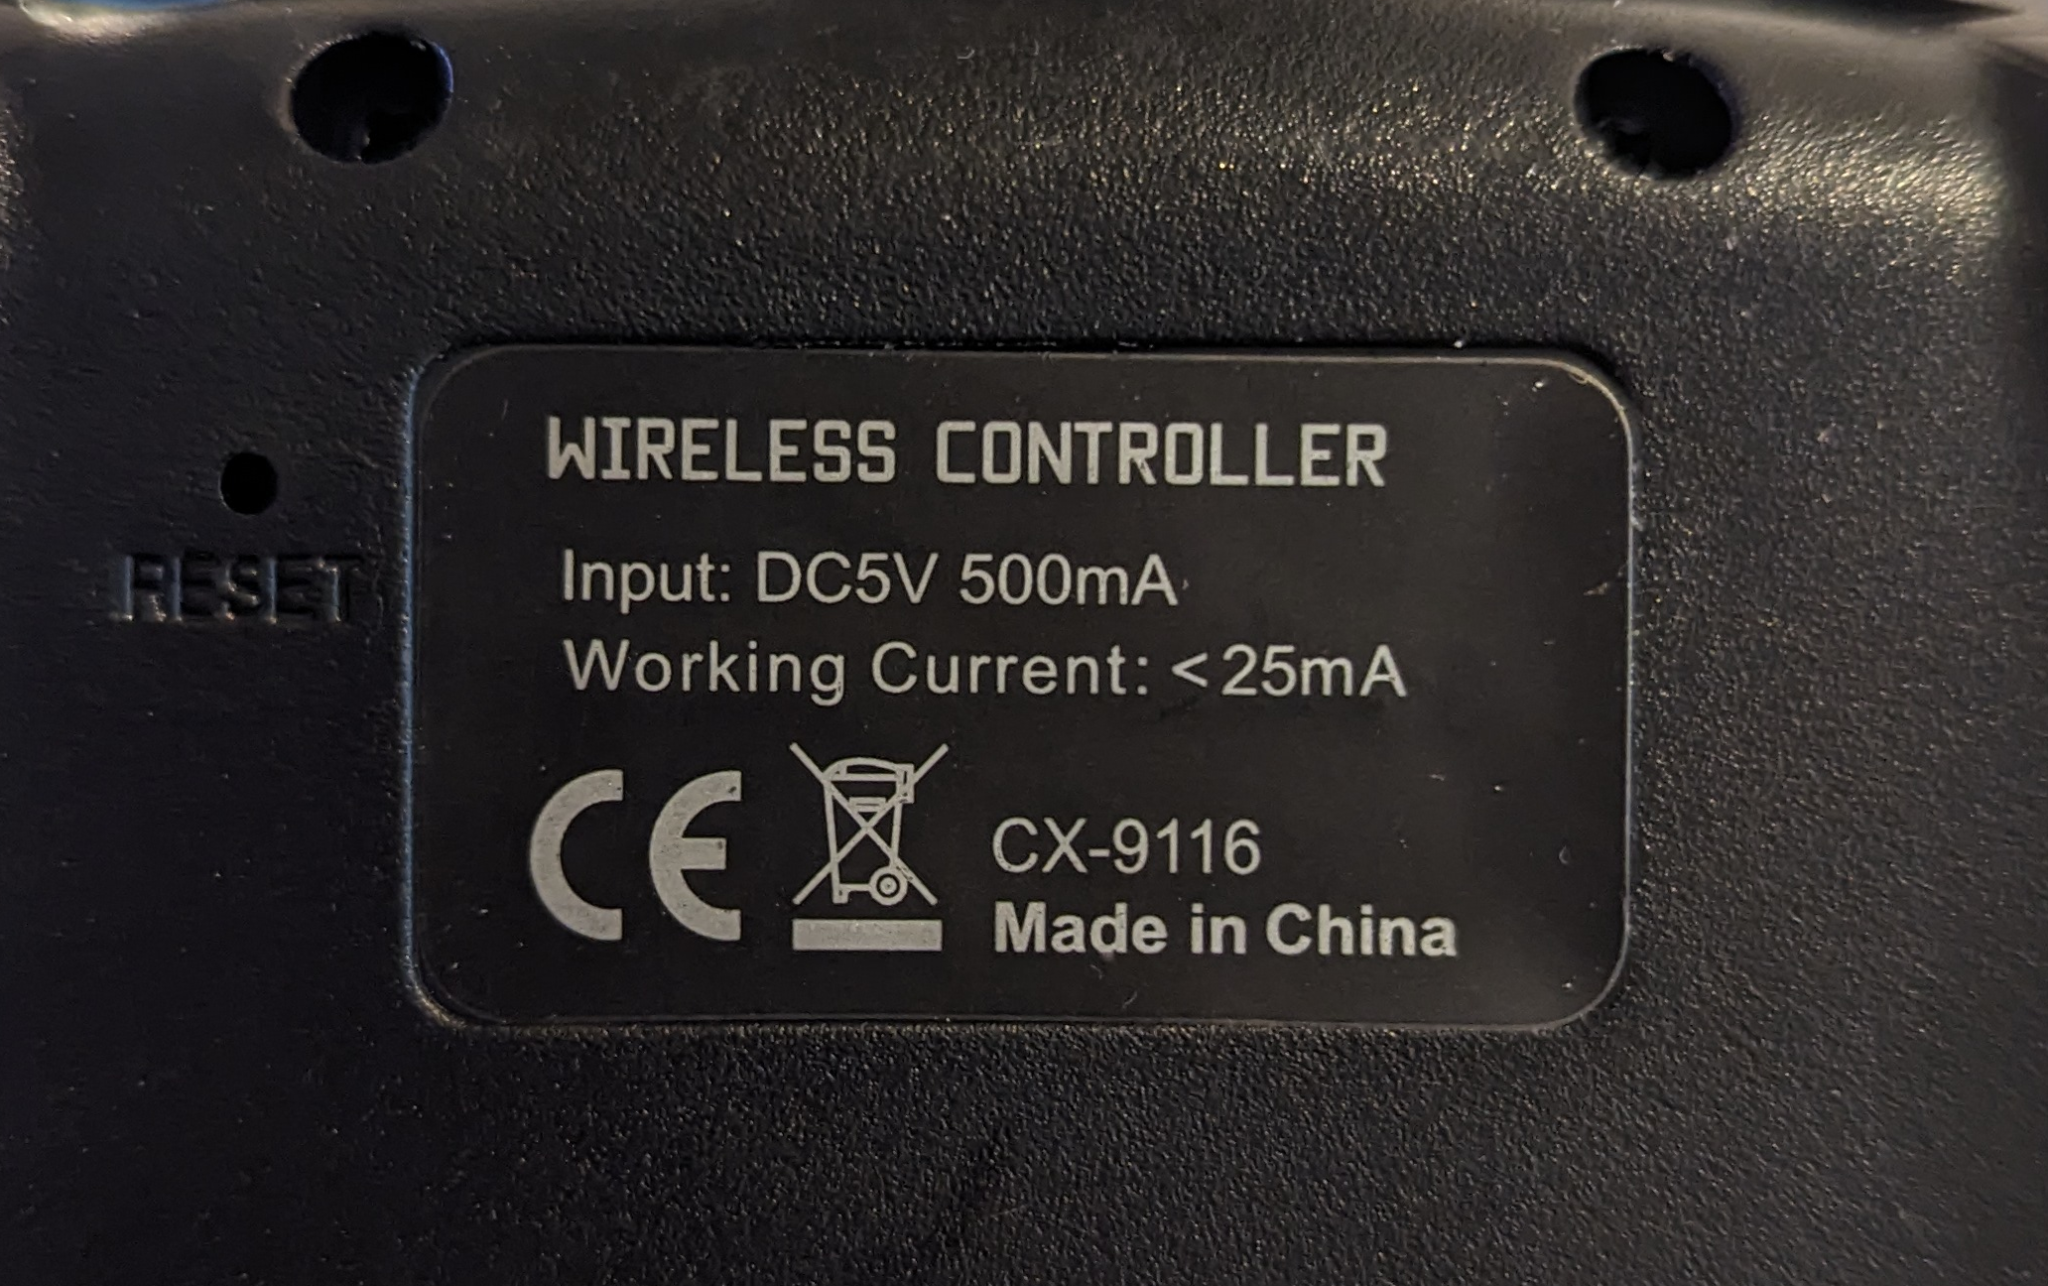 WIRELESS CONTROLLER
Input: DC5V 500mA
RESET
Working Current: <25mA
CE
CX-9116
Made in China